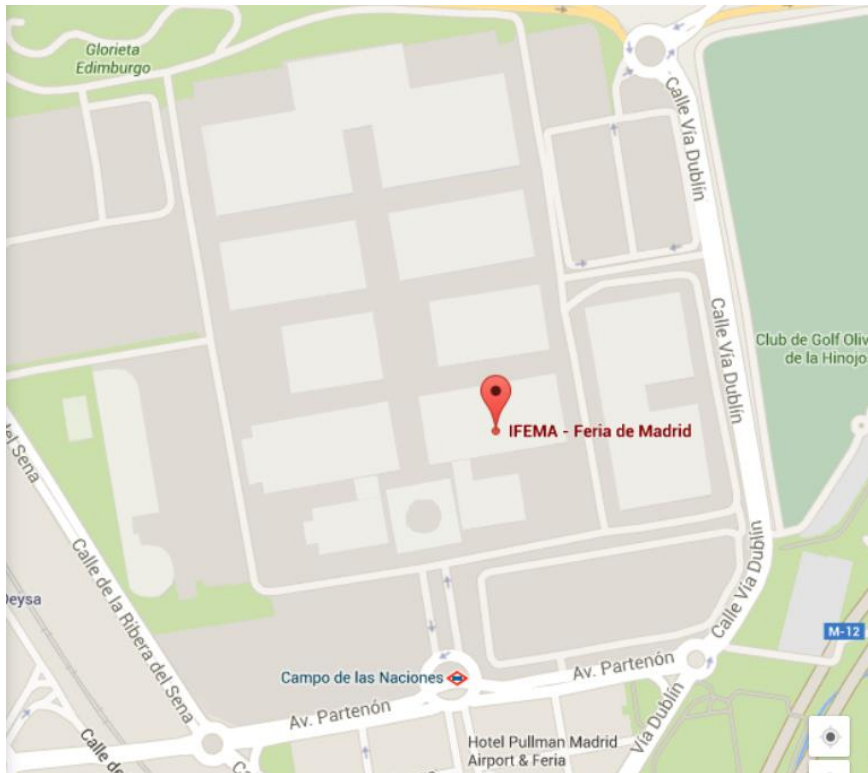 Glorieta
Edimburgo
Calle Vía Dublín
Calle Vía Dublín
Club de Golf Oliv
de la Hinojo
IFEMA - Feria de Madrid
del Sena
Calle de la Ribera del Sena
Deysa
Calle Vía Dublín
M-12
Campo de las Naciones
Av. Partenón
Av. Partenón
Vía Dublín
Hotel Pullman Madrid
Airport & Feria
Calle de
Ca